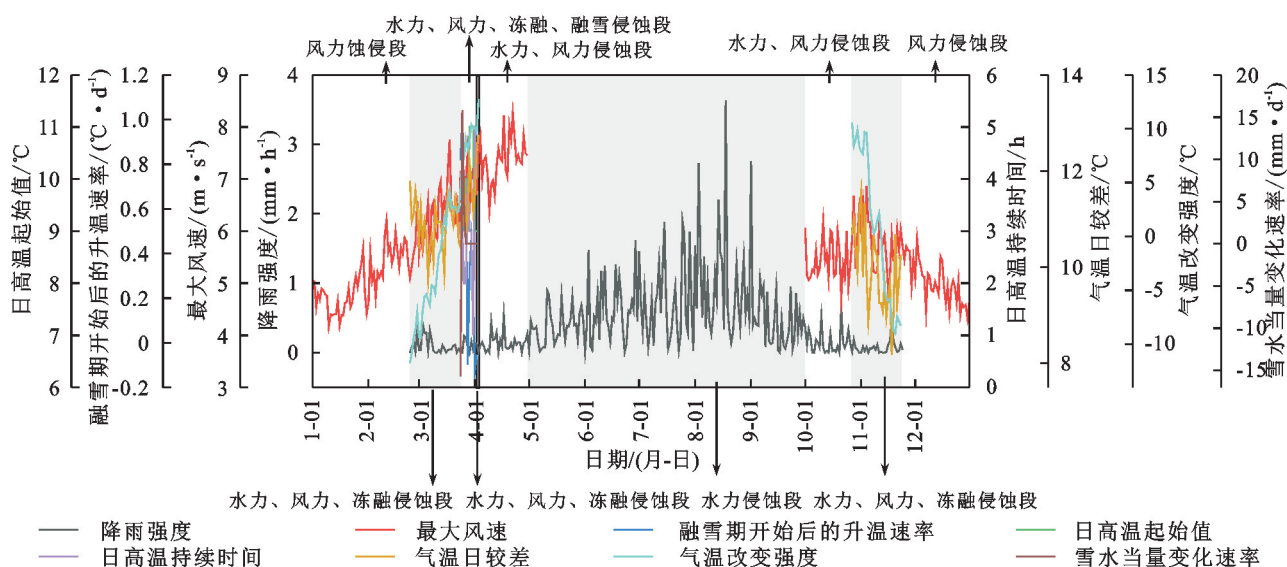 水力、风力、冻融、融雪侵蚀段
风力蚀侵段
水力、风力侵蚀段
水力、风力侵蚀段
风力侵蚀段
日高温起始值/℃
12
11
10
9
8
7
6
融雪期开始后的升温速率/(℃·d⁻¹)
1.2
1.0
0.8
0.6
0.4
0.2
0
-0.2
最大风速/(m·s⁻¹)
9
8
7
6
5
4
3
降雨强度/(mm·h⁻¹)
4
3
2
1
0
日高温持续时间/h
6
5
4
3
2
1
0
气温日较差/℃
14
12
10
8
气温改变强度/℃
15
10
5
0
-5
-10
雪水当量变化速率/(mm·d⁻¹)
20
15
10
5
0
-5
-10
-15
1-01
2-01
3-01
4-01
5-01
6-01
7-01
8-01
9-01
10-01
11-01
12-01
日期/(月-日)
水力、风力、冻融侵蚀段
水力、风力、冻融侵蚀段
水力侵蚀段
水力、风力、冻融侵蚀段
降雨强度
最大风速
融雪期开始后的升温速率
日高温起始值
日高温持续时间
气温日较差
气温改变强度
雪水当量变化速率